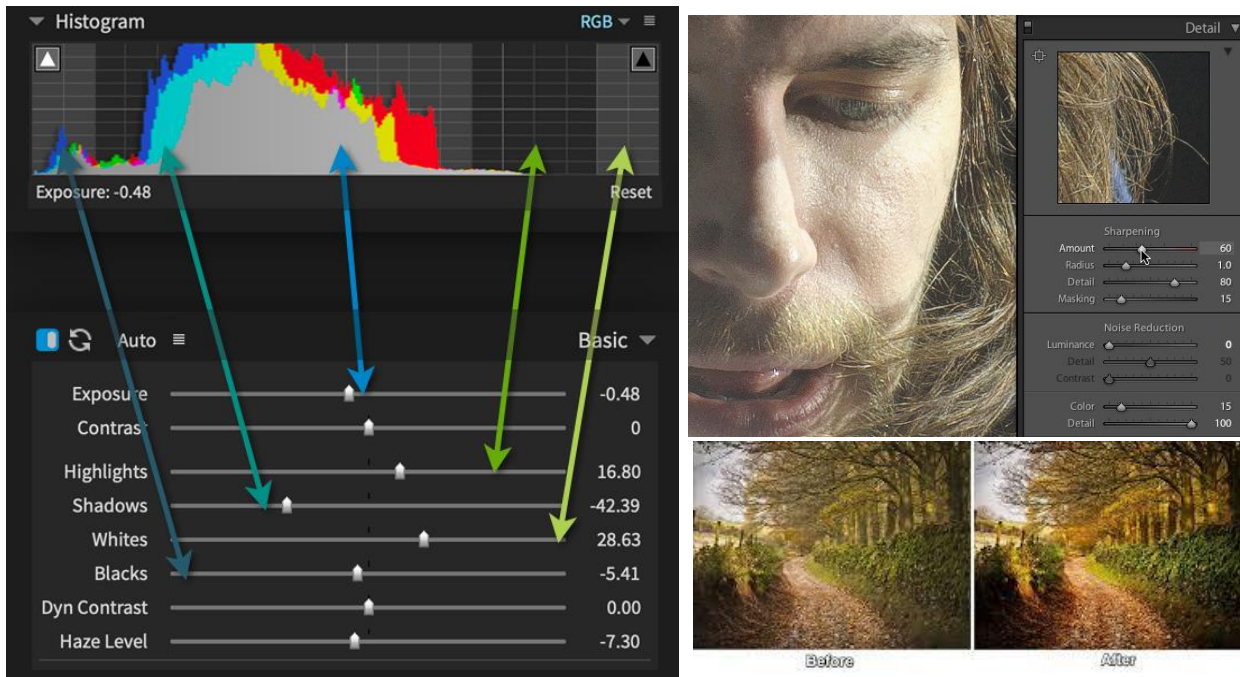 Histogram RGB
Exposure: -0.48 Reset
Auto Basic
Exposure -0.48
Contrast 0
Highlights 16.80
Shadows -42.39
Whites 28.63
Blacks -5.41
Dyn Contrast 0.00
Haze Level -7.30
Detail
Sharpening
Amount 60
Radius 1.0
Detail 80
Masking 15
Noise Reduction
Luminance 0
Detail 50
Contrast 0
Color 15
Detail 100
Before After